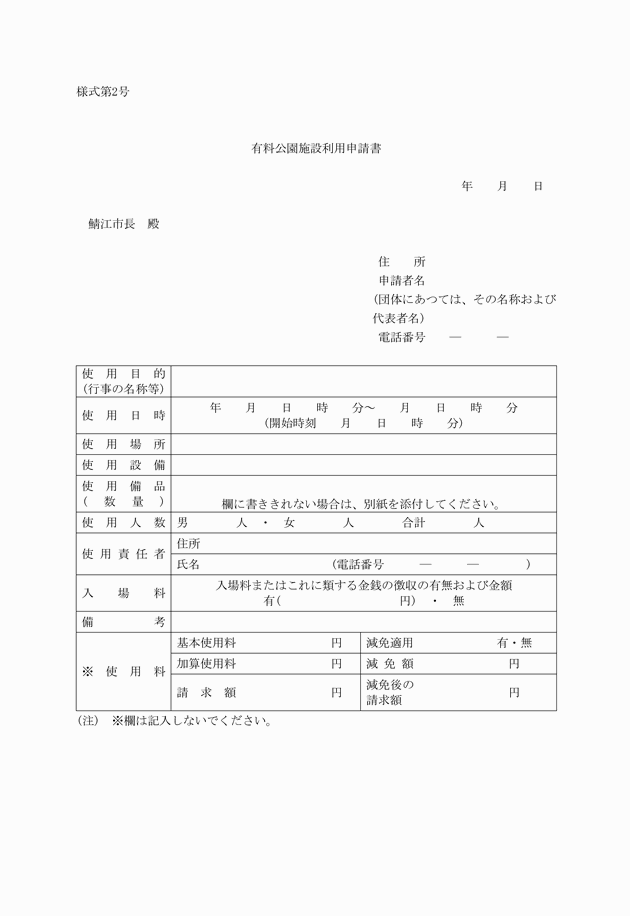 様式第2号
有料公園施設利用申請書
年　　月　　日
鯖江市長　殿
住　　所
申請者名
(団体にあつては、その名称および
代表者名)
電話番号　　―　　　―
使用目的
(行事の名称等)
使用日時　　年　　月　　日　　時　　分～　　月　　日　　時　　分
(開始時刻　　月　　日　　時　　分)
使用場所
使用設備
使用備品
(数量)　　欄に書ききれない場合は、別紙を添付してください。
使用人数　男　　　　人　・　女　　　　人　　　　合計　　　　人
使用責任者
住所
氏名　　　　　　　　　　　(電話番号　　　―　　　―　　　　)
入場料
入場料またはこれに類する金銭の徴収の有無および金額
有(　　　　　　　　　　円)　・　無
備考
※使用料
基本使用料　　　　　　　　円　減免適用　　　　　　　有・無
加算使用料　　　　　　　　円　減免額　　　　　　　　円
請求額　　　　　　　　円　減免後の
請求額　　　　　　　　円
(注)　※欄は記入しないでください。